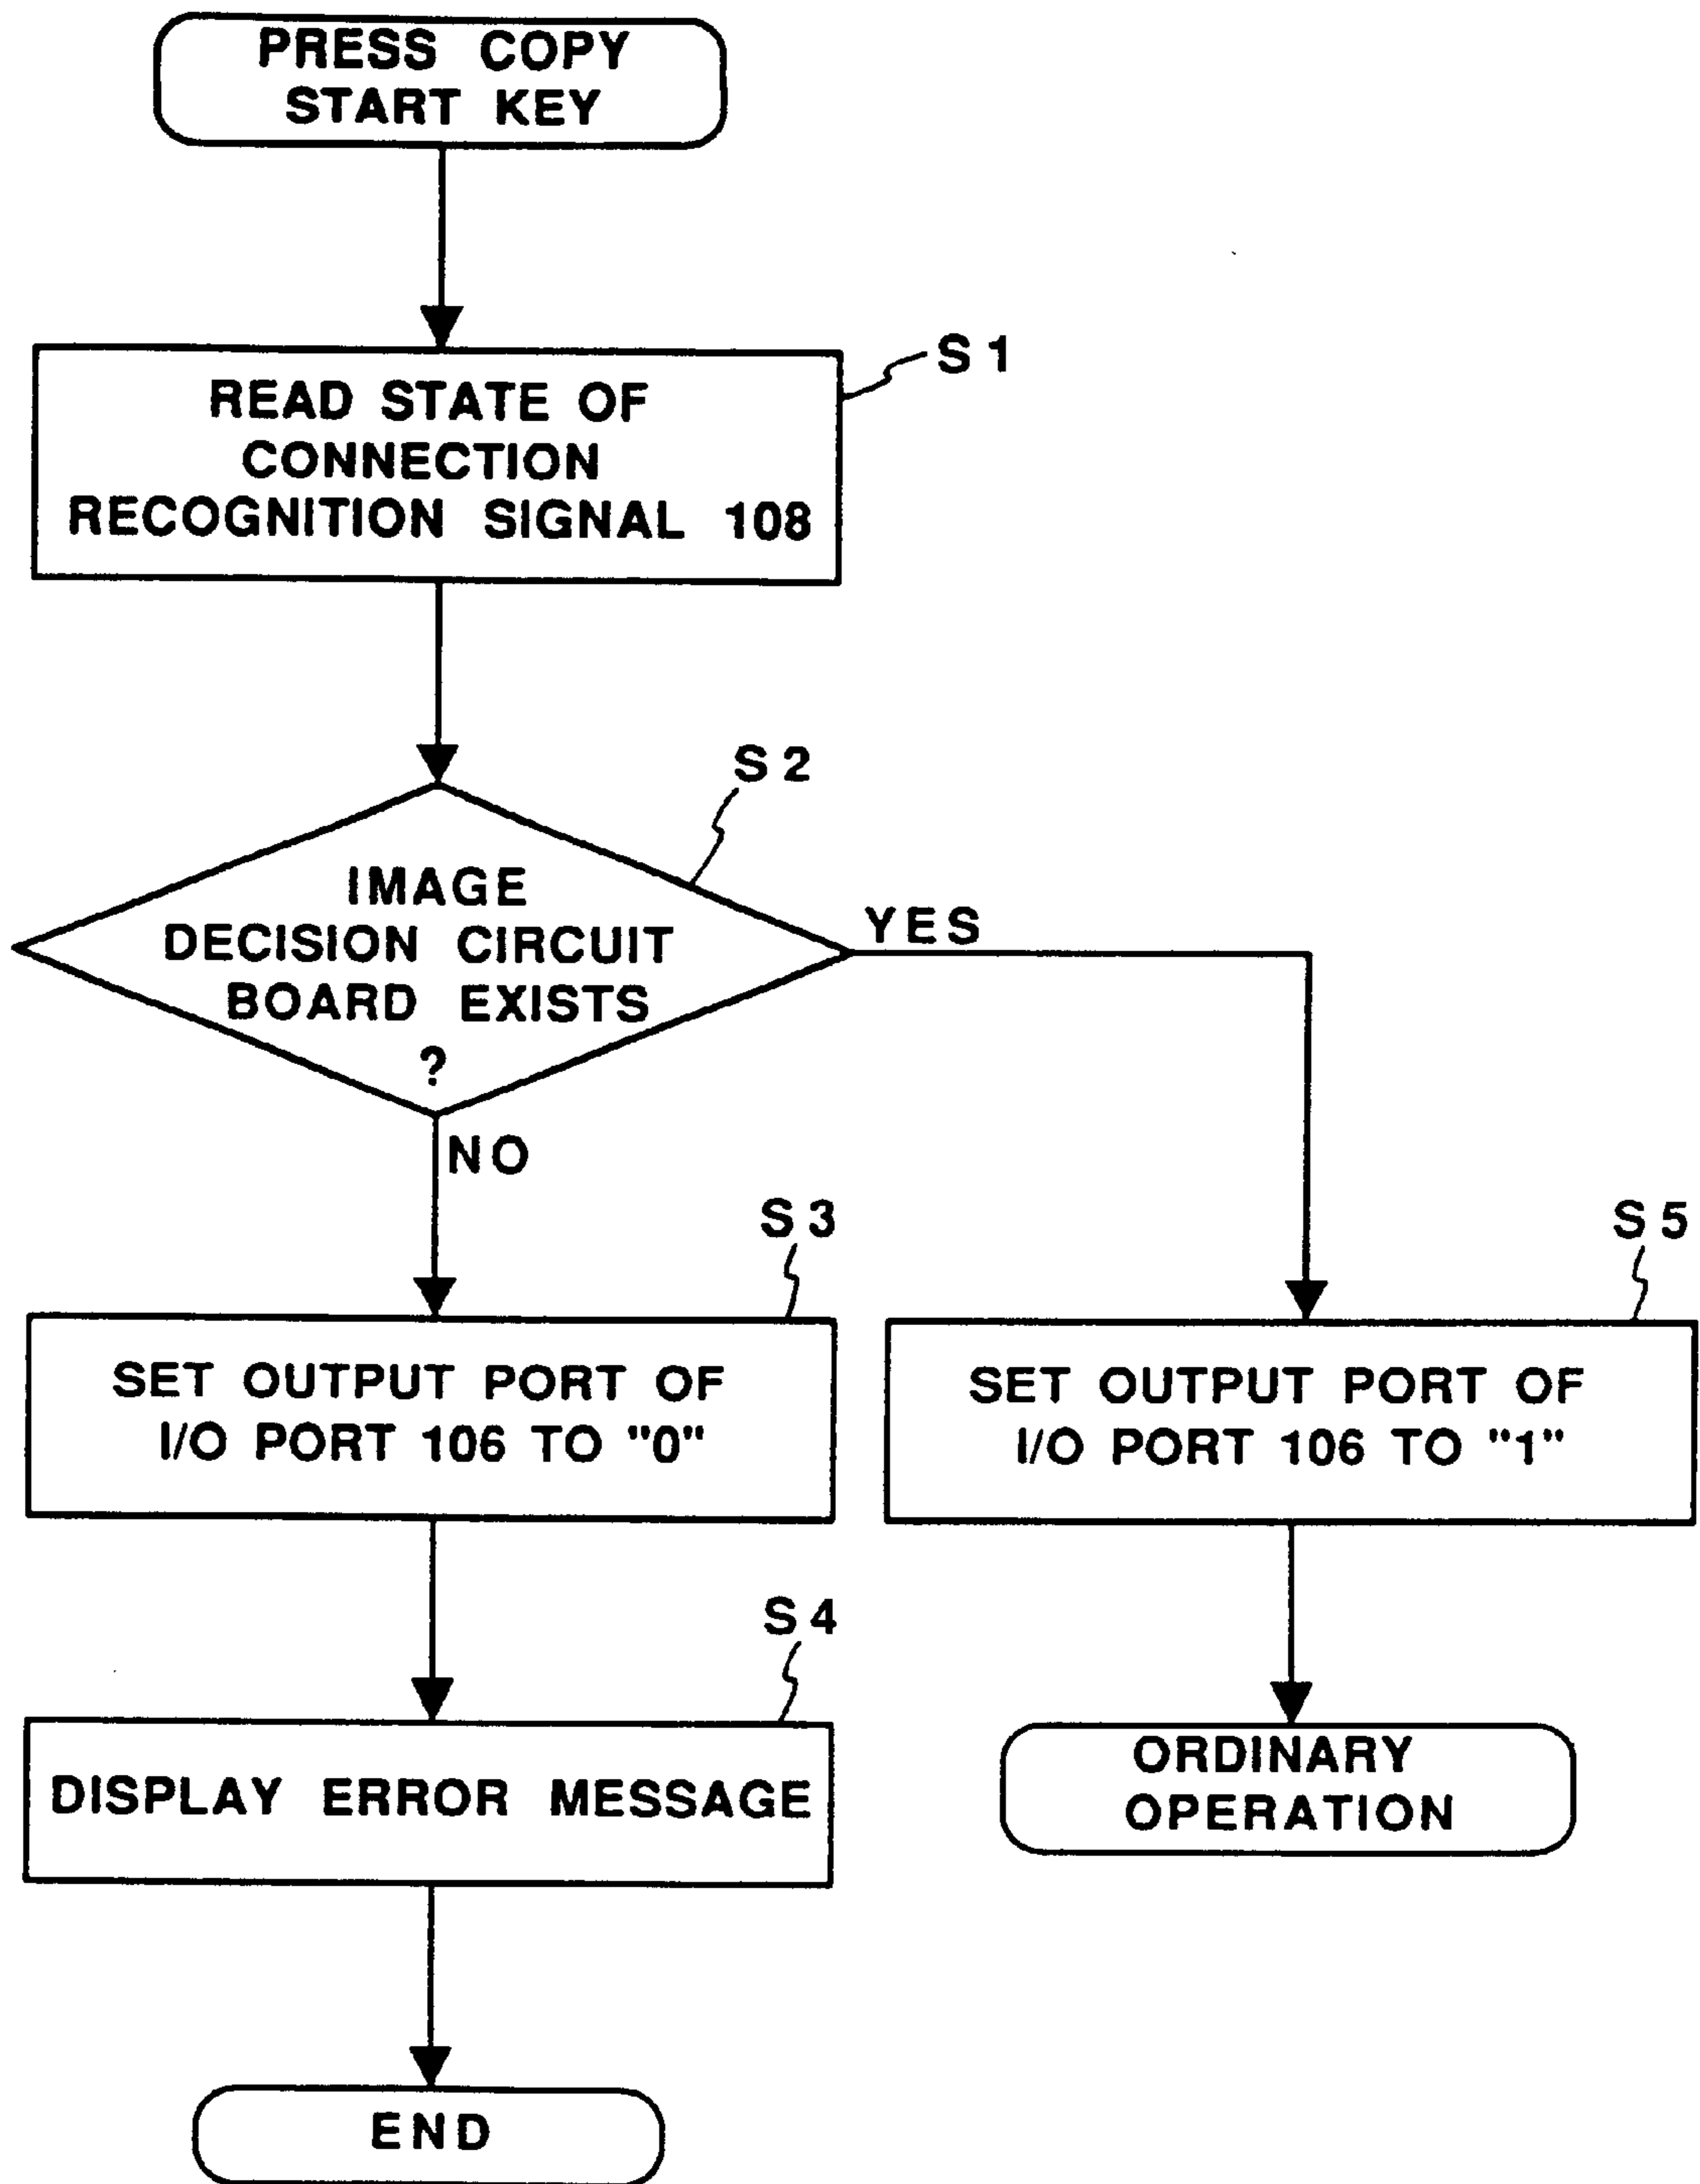 PRESS COPY
START KEY
S1
READ STATE OF
CONNECTION
RECOGNITION SIGNAL 108
S2
IMAGE
DECISION CIRCUIT
BOARD EXISTS
?
YES
NO
S3
SET OUTPUT PORT OF
I/O PORT 106 TO "0"
S5
SET OUTPUT PORT OF
I/O PORT 106 TO "1"
S4
DISPLAY ERROR MESSAGE
ORDINARY
OPERATION
END